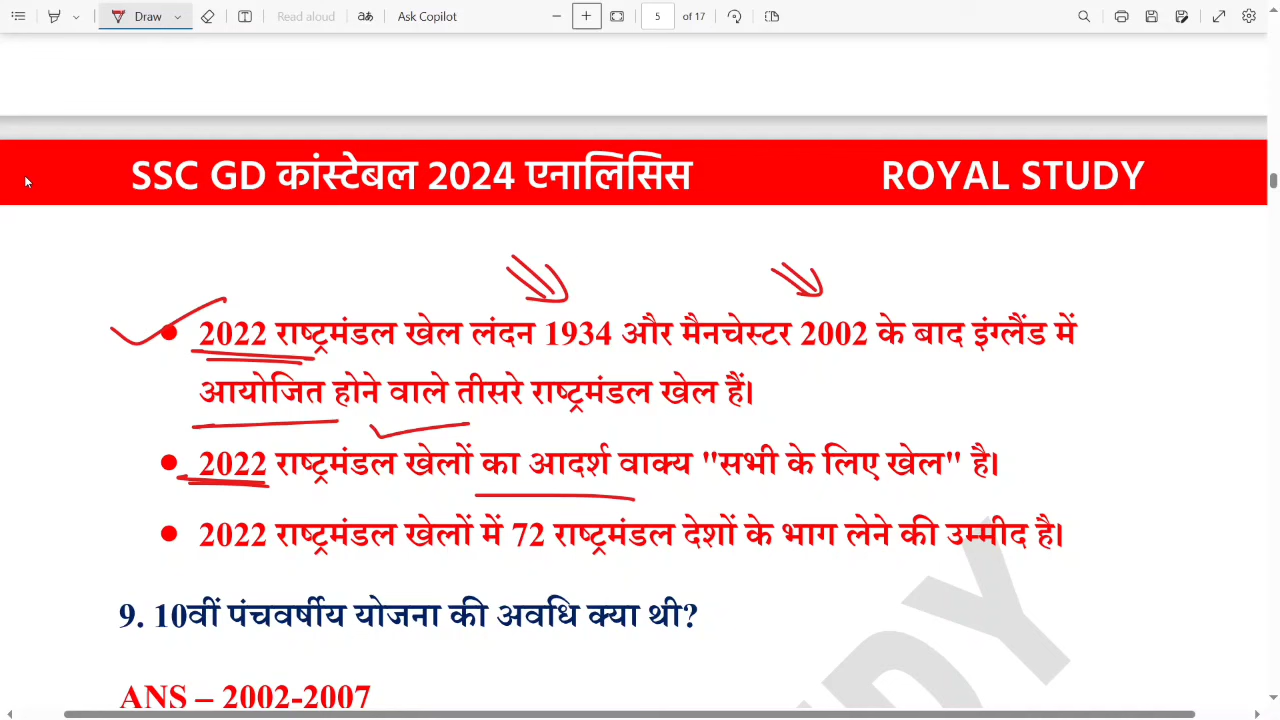 Draw
Read aloud
aあ
Ask Copilot
5
of 17
SSC GD कांस्टेबल 2024 एनालिसिस
ROYAL STUDY
2022 राष्ट्रमंडल खेल लंदन 1934 और मैनचेस्टर 2002 के बाद इंग्लैंड में
आयोजित होने वाले तीसरे राष्ट्रमंडल खेल हैं।
2022 राष्ट्रमंडल खेलों का आदर्श वाक्य "सभी के लिए खेल" है।
2022 राष्ट्रमंडल खेलों में 72 राष्ट्रमंडल देशों के भाग लेने की उम्मीद है।
9. 10वीं पंचवर्षीय योजना की अवधि क्या थी?
ANS – 2002-2007